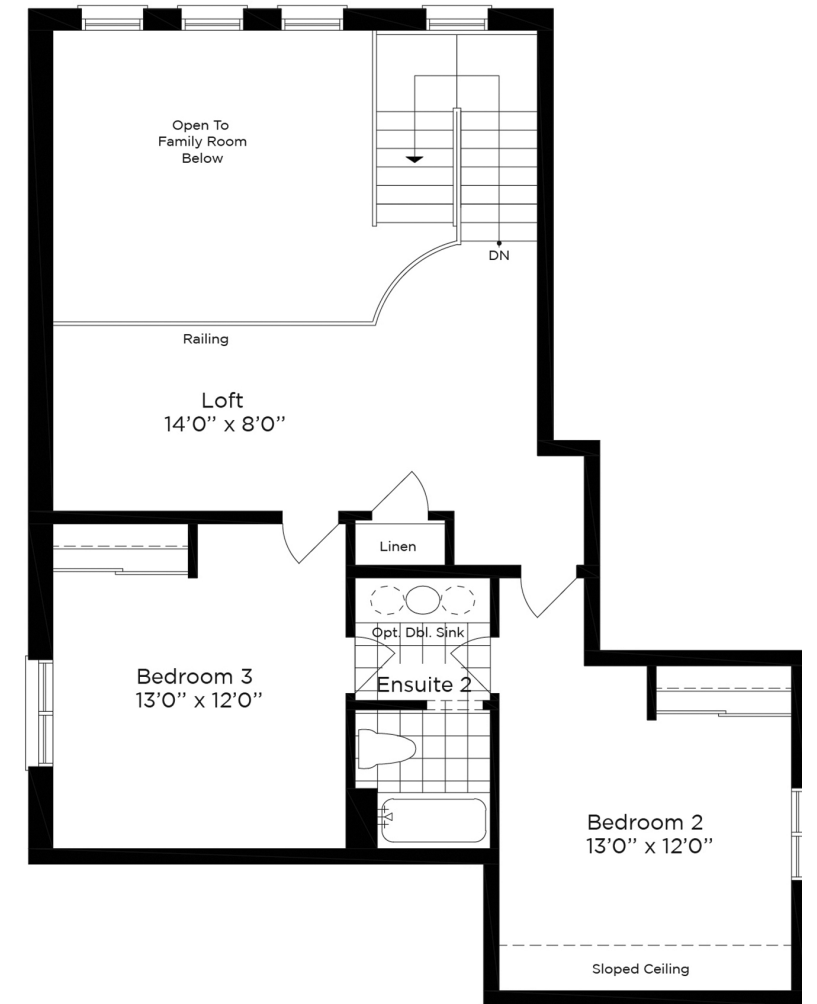 Open To
Family Room
Below
DN
Railing
Loft
14’0” x 8’0”
Linen
Opt. Dbl. Sink
Ensuite 2
Bedroom 3
13’0” x 12’0”
Bedroom 2
13’0” x 12’0”
Sloped Ceiling